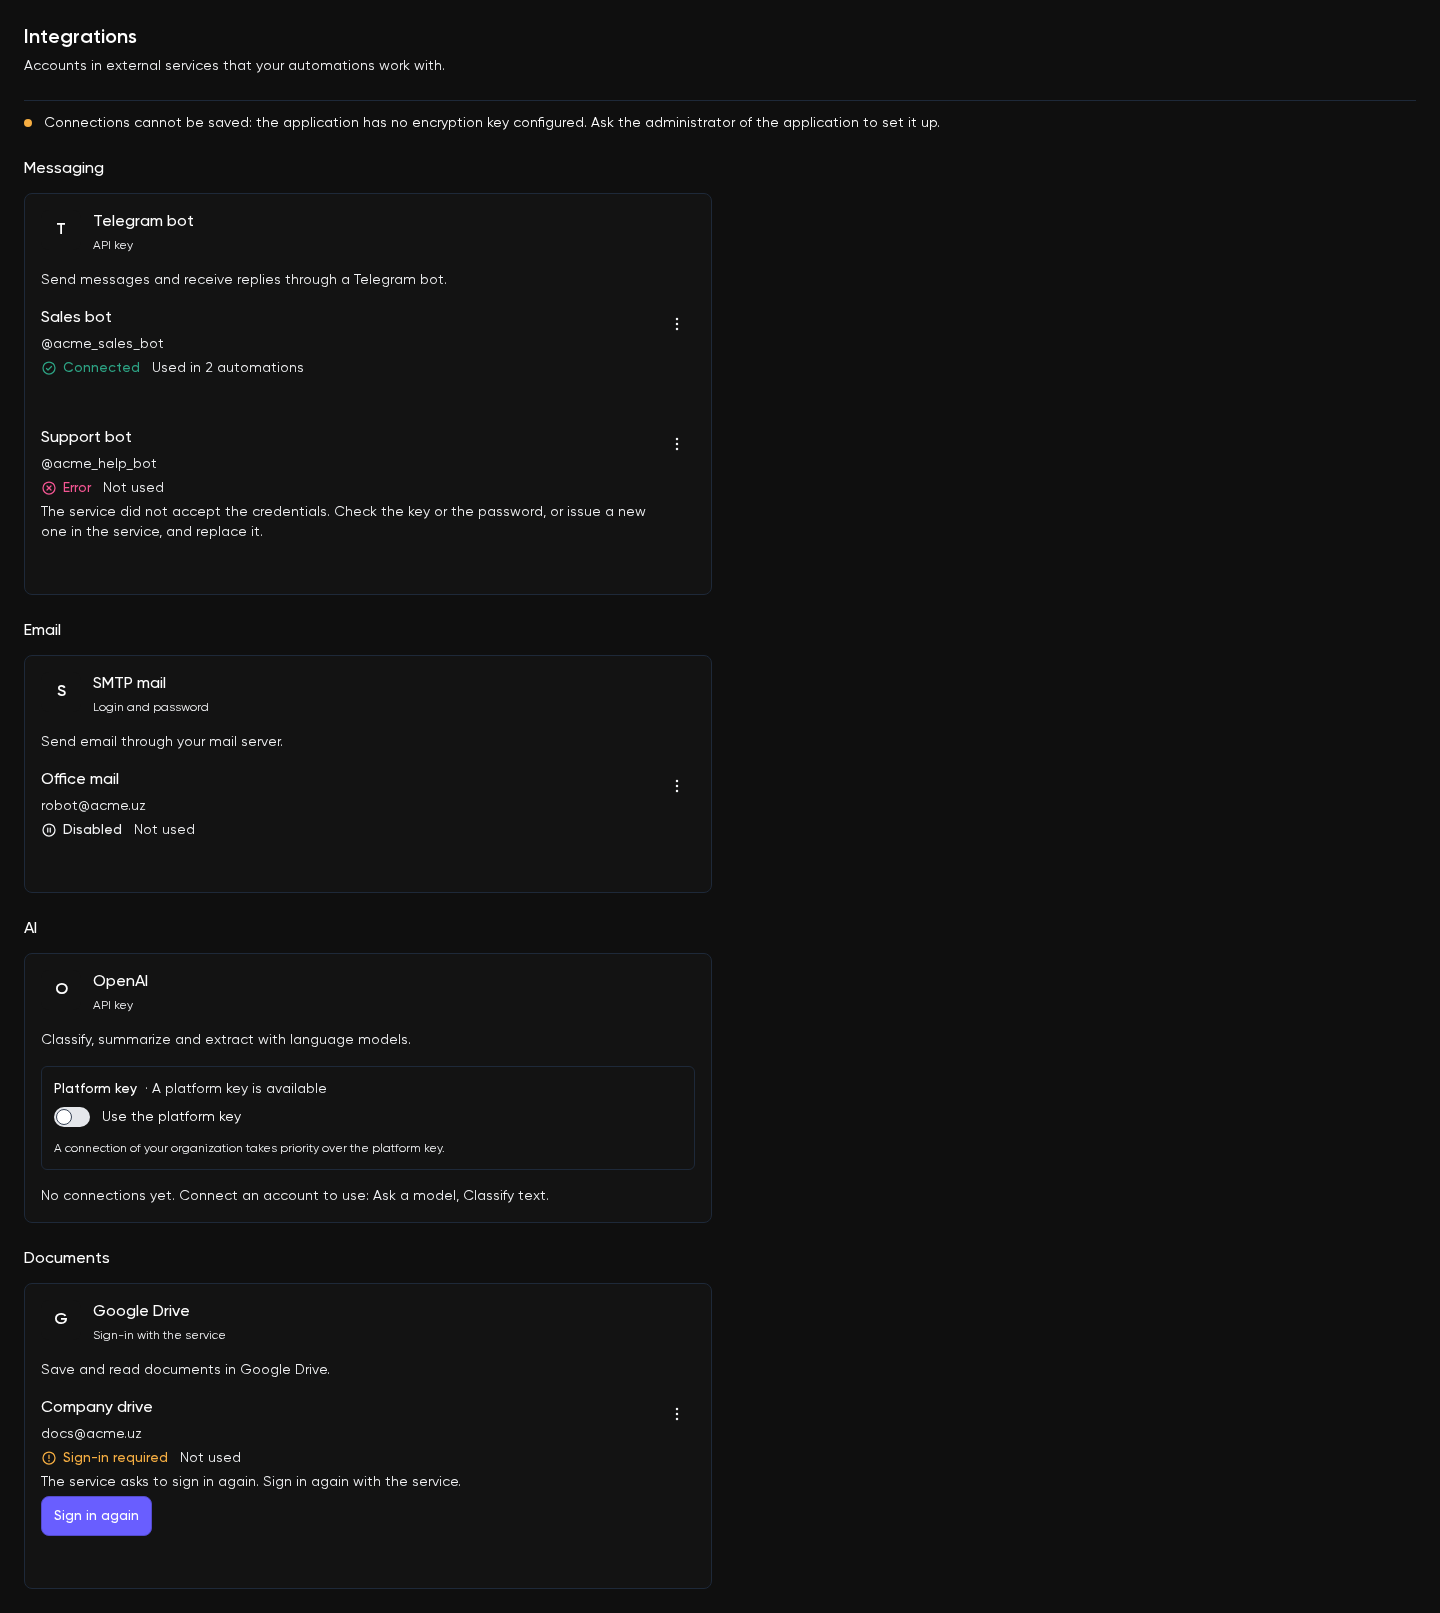 Integrations
Accounts in external services that your automations work with.
Connections cannot be saved: the application has no encryption key configured. Ask the administrator of the application to set it up.
Messaging
T
Telegram bot
API key
Send messages and receive replies through a Telegram bot.
Sales bot
@acme_sales_bot
Connected Used in 2 automations
Support bot
@acme_help_bot
Error Not used
The service did not accept the credentials. Check the key or the password, or issue a new
one in the service, and replace it.
Email
S
SMTP mail
Login and password
Send email through your mail server.
Office mail
robot@acme.uz
Disabled Not used
AI
O
OpenAI
API key
Classify, summarize and extract with language models.
Platform key · A platform key is available
Use the platform key
A connection of your organization takes priority over the platform key.
No connections yet. Connect an account to use: Ask a model, Classify text.
Documents
G
Google Drive
Sign-in with the service
Save and read documents in Google Drive.
Company drive
docs@acme.uz
Sign-in required Not used
The service asks to sign in again. Sign in again with the service.
Sign in again